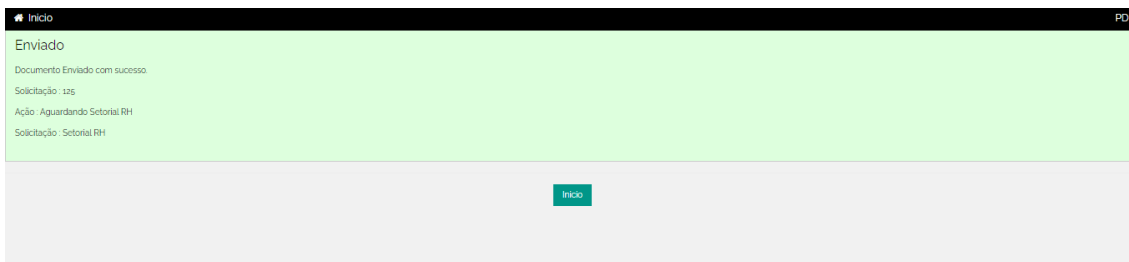 Inicio PD
Enviado
Documento Enviado com sucesso.
Solicitação : 125
Ação : Aguardando Setorial RH
Solicitação : Setorial RH
Inicio